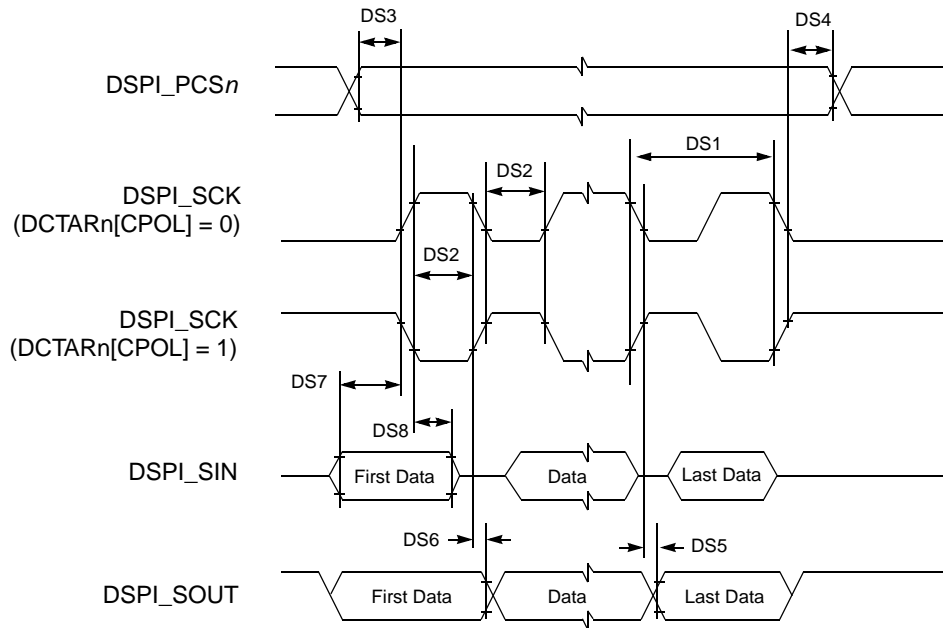 DS3
DS4
DSPI_PCSn
DS1
DS2
DSPI_SCK
(DCTARn[CPOL] = 0)
DS2
DSPI_SCK
(DCTARn[CPOL] = 1)
DS7
DS8
DSPI_SIN
First Data
Data
Last Data
DS6
DS5
DSPI_SOUT
First Data
Data
Last Data